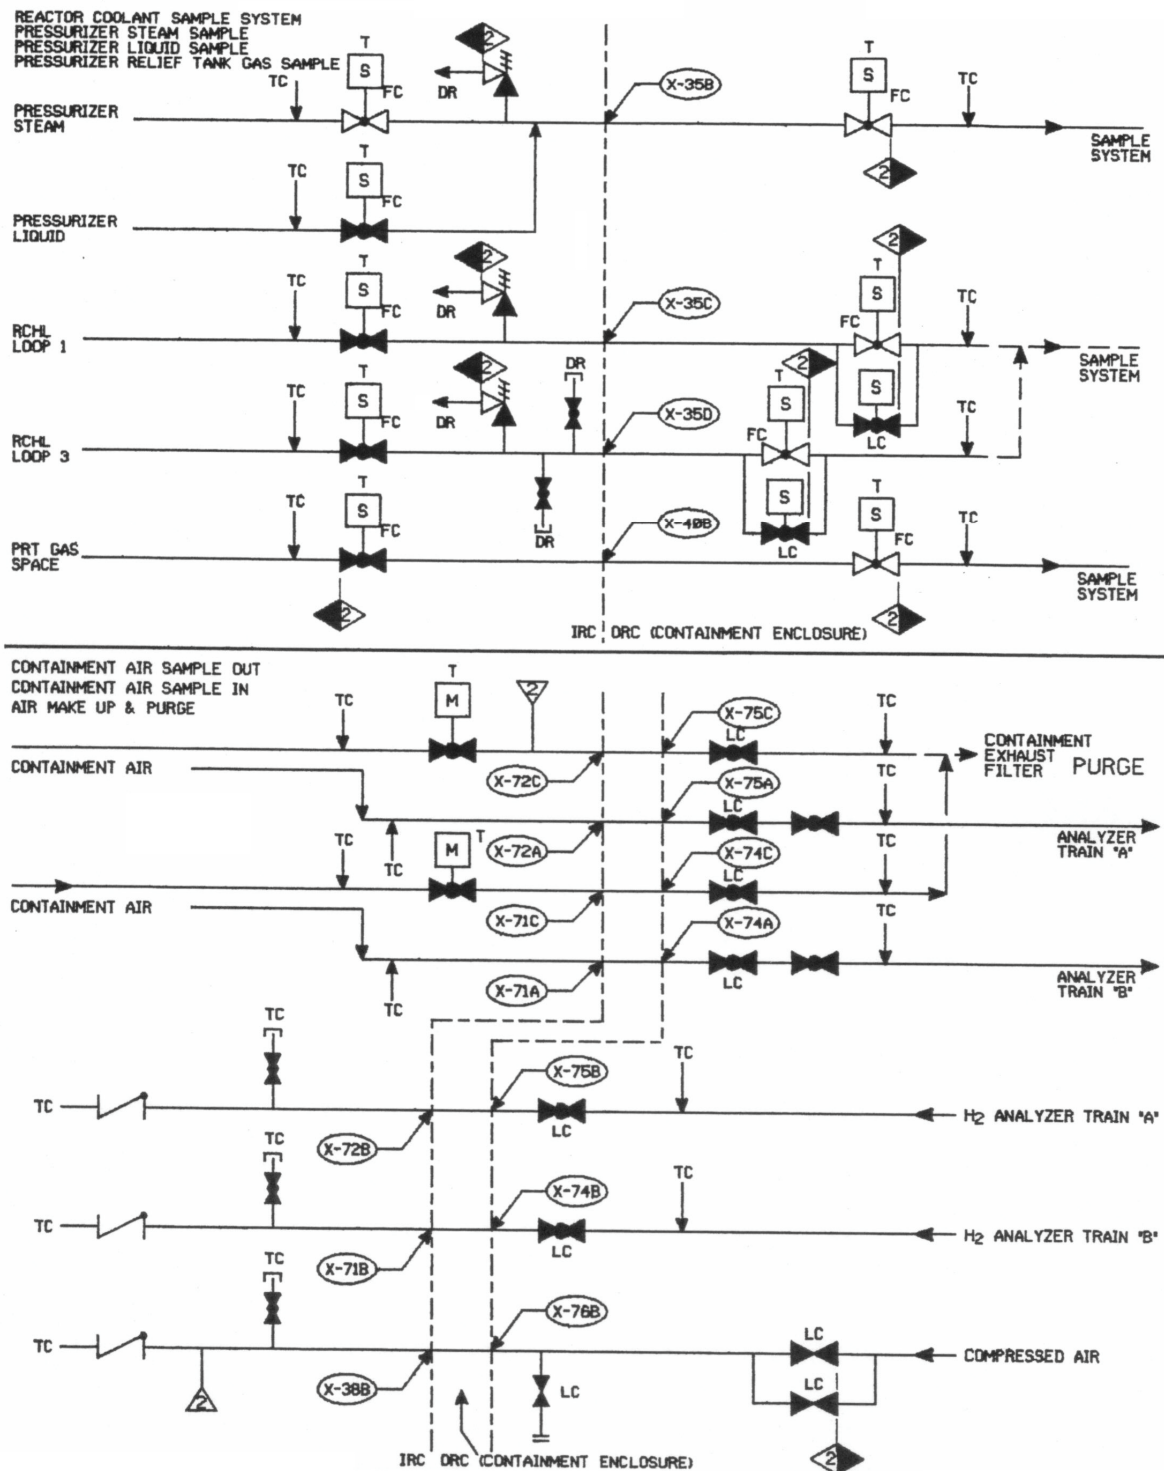 REACTOR COOLANT SAMPLE SYSTEM
PRESSURIZER STEAM SAMPLE
PRESSURIZER LIQUID SAMPLE
PRESSURIZER RELIEF TANK GAS SAMPLE
T
S
FC
TC
2
DR
X-35B
T
S
FC
TC
PRESSURIZER
STEAM
SAMPLE
SYSTEM
2
T
S
FC
TC
PRESSURIZER
LIQUID
2
TC
T
S
FC
2
DR
X-35C
T
S
FC
TC
RCHL
LOOP 1
SAMPLE
SYSTEM
S
LC
TC
T
S
FC
2
DR
DR
X-35D
2
T
S
FC
TC
RCHL
LOOP 3
S
LC
DR
TC
T
S
FC
X-40B
T
S
FC
TC
PRT GAS
SPACE
SAMPLE
SYSTEM
2
2
IRC ORC (CONTAINMENT ENCLOSURE)
CONTAINMENT AIR SAMPLE OUT
CONTAINMENT AIR SAMPLE IN
AIR MAKE UP & PURGE
TC
T
M
2
X-75C
LC
TC
CONTAINMENT
EXHAUST
FILTER PURGE
CONTAINMENT AIR
X-72C
X-75A
LC
TC
TC
X-72A
ANALYZER
TRAIN "A"
TC
M
T
X-74C
LC
TC
CONTAINMENT AIR
X-71C
X-74A
LC
TC
TC
X-71A
ANALYZER
TRAIN "B"
TC
TC
X-75B
LC
TC
H2 ANALYZER TRAIN "A"
X-72B
TC
TC
X-74B
LC
TC
H2 ANALYZER TRAIN "B"
X-71B
TC
TC
X-76B
LC
COMPRESSED AIR
2
X-38B
LC
LC
2
IRC ORC (CONTAINMENT ENCLOSURE)